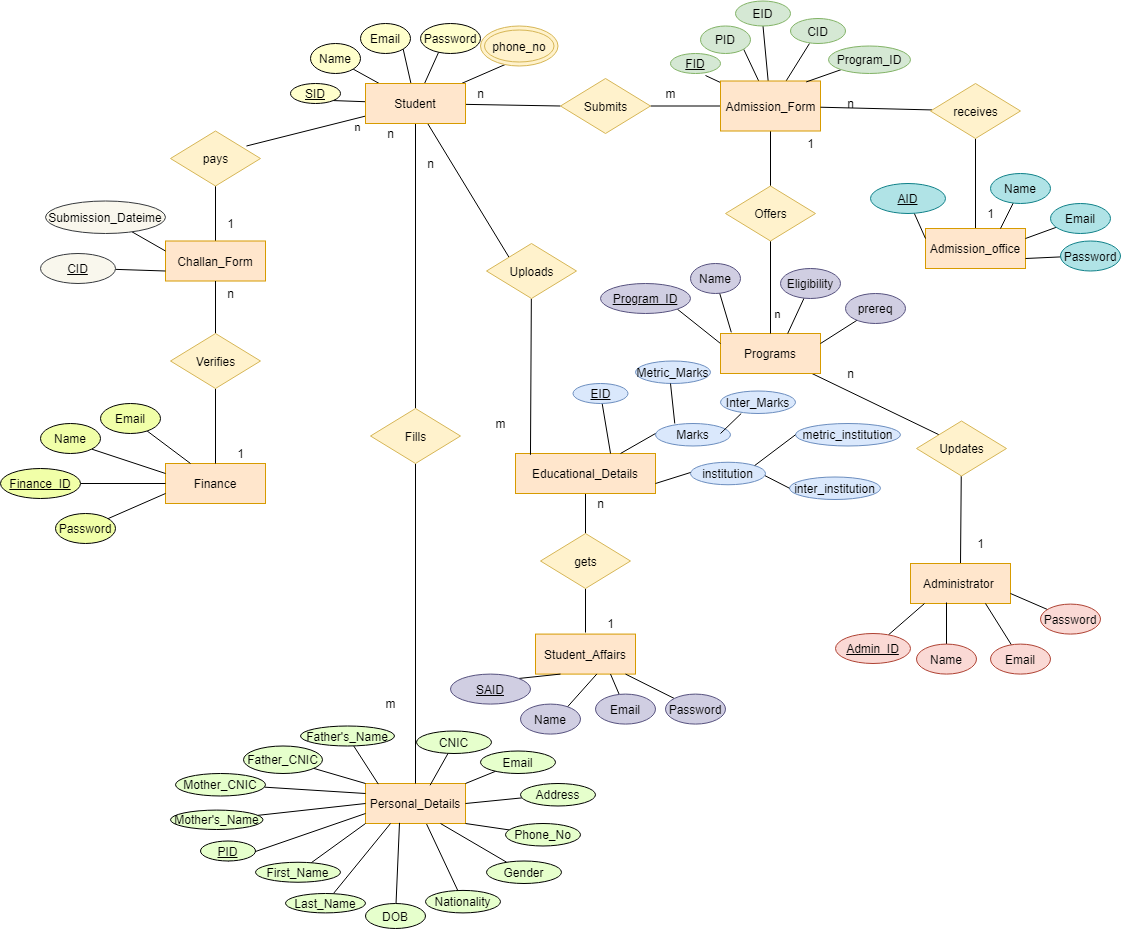 EID
CID
PID
Program_ID
FID
Email
Password
phone_no
Name
SID
Student
n
Submits
m
Admission_Form
n
receives
1
n
n
n
pays
1
Submission_Dateime
Challan_Form
CID
n
Verifies
1
Email
Name
Finance_ID
Finance
Password
Uploads
m
Offers
n
AID
Name
1
Email
Admission_office
Password
Program_ID
Name
Eligibility
prereq
Programs
n
Updates
1
Administrator
Admin_ID
Name
Email
Password
Metric_Marks
EID
Inter_Marks
Marks
metric_institution
institution
inter_institution
Educational_Details
n
gets
1
Student_Affairs
SAID
Name
Email
Password
Fills
m
Father's_Name
CNIC
Father_CNIC
Email
Mother_CNIC
Address
Personal_Details
Mother's_Name
Phone_No
PID
First_Name
Gender
Last_Name
Nationality
DOB